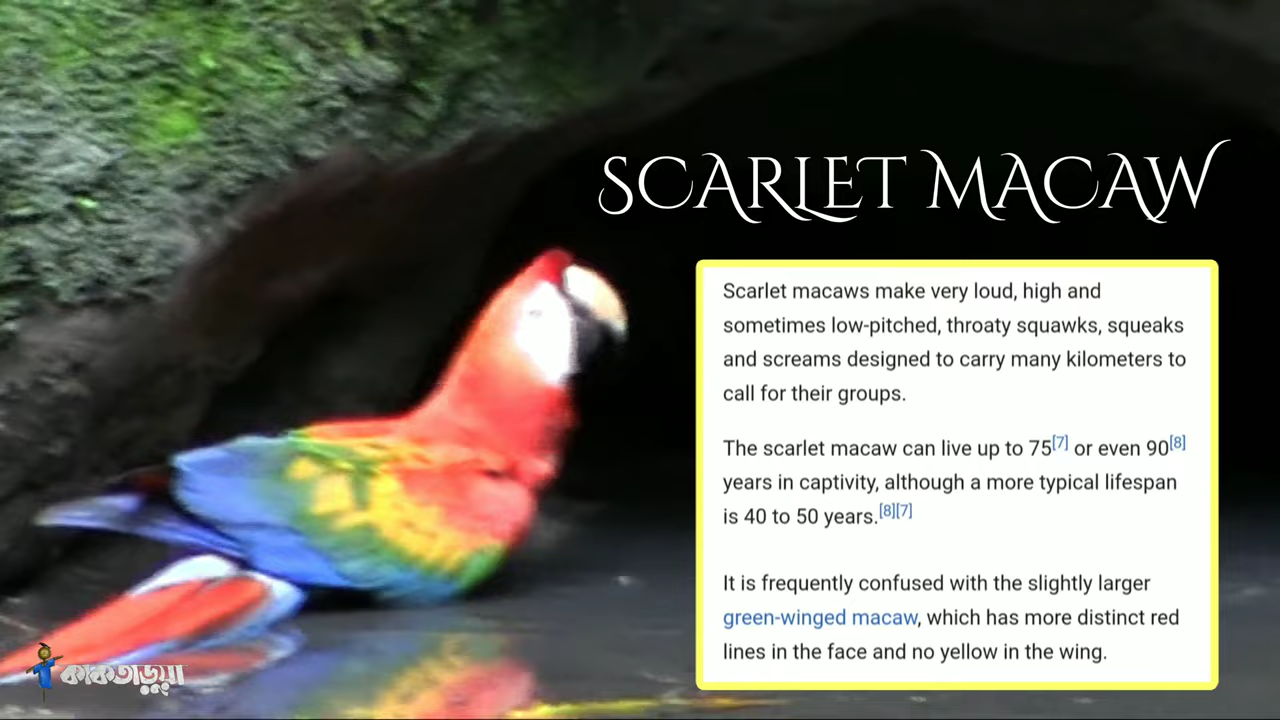 SCARLET MACAW
Scarlet macaws make very loud, high and
sometimes low-pitched, throaty squawks, squeaks
and screams designed to carry many kilometers to
call for their groups.
The scarlet macaw can live up to 75[7] or even 90[8]
years in captivity, although a more typical lifespan
is 40 to 50 years.[8][7]
It is frequently confused with the slightly larger
green-winged macaw, which has more distinct red
lines in the face and no yellow in the wing.
কাকতাড়ুয়া